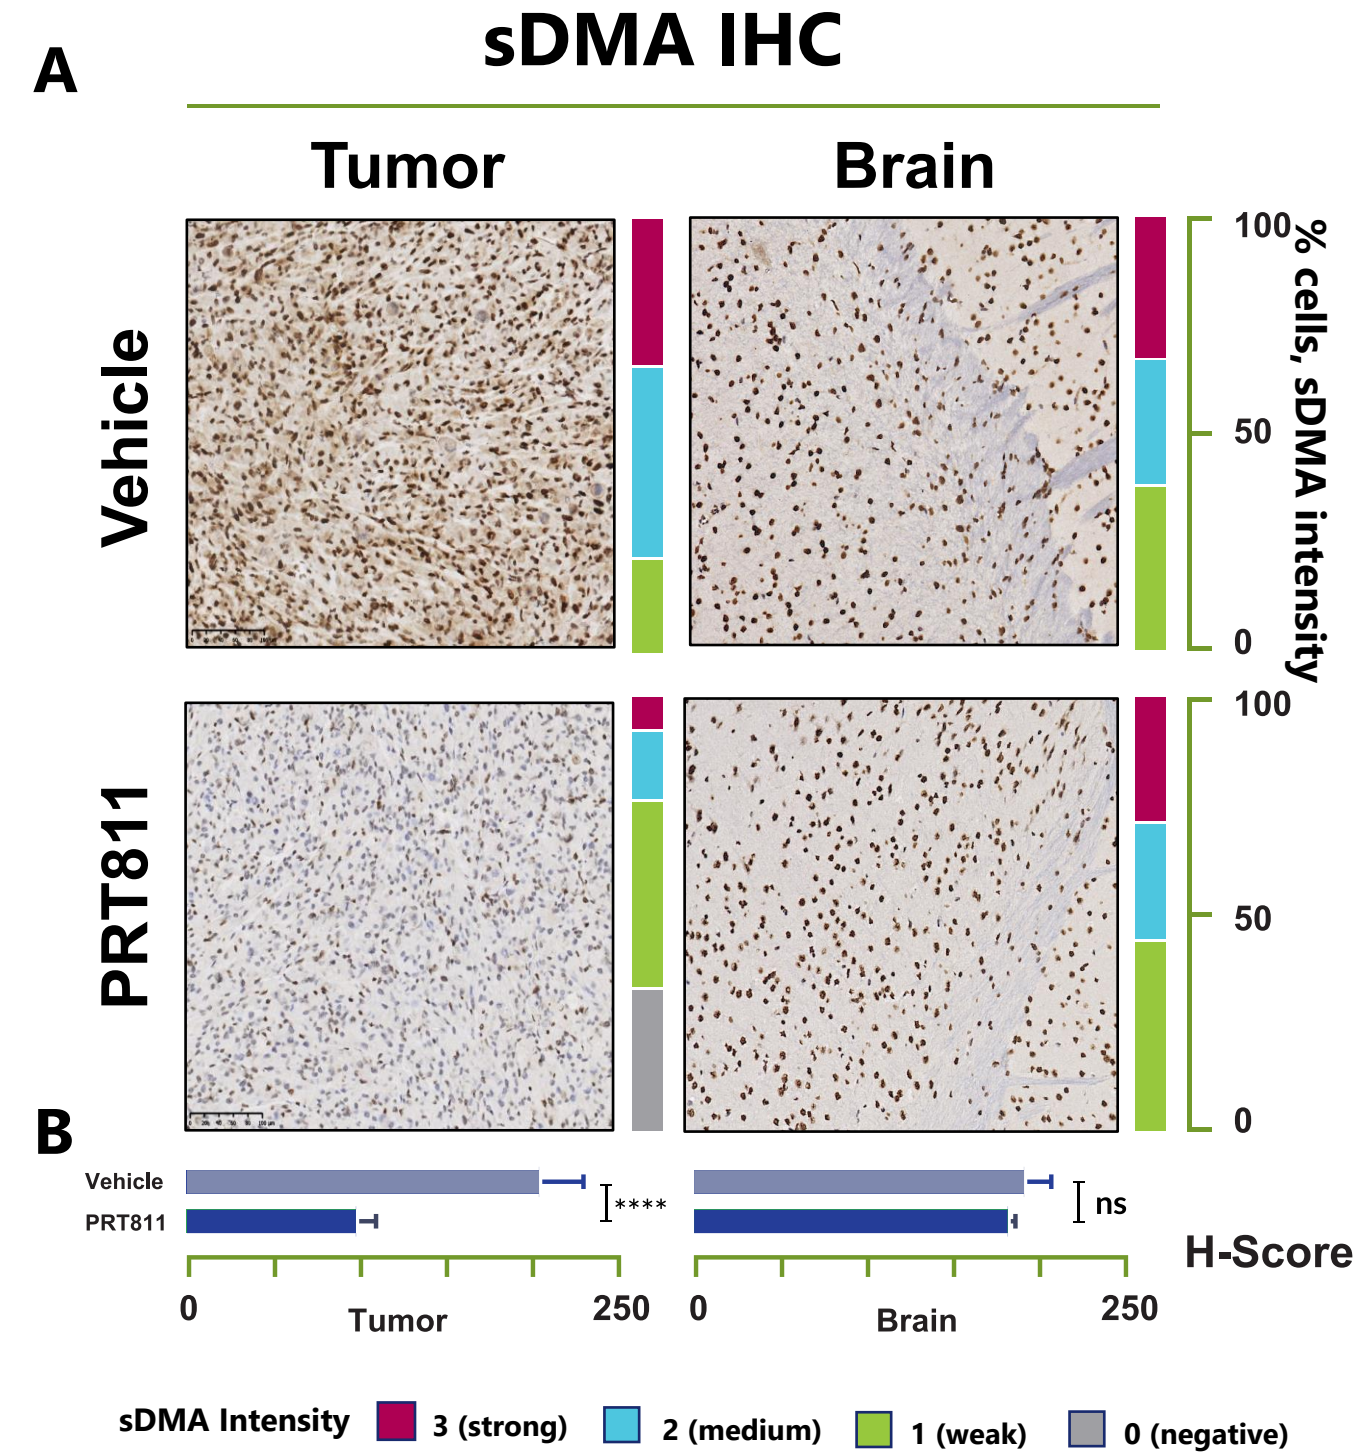 A
sDMA IHC
Tumor
Brain
Vehicle
100
50
0
% cells, sDMA intensity
PRT811
100
50
0
B
Vehicle
PRT811
****
ns
H-Score
0
250
Tumor
0
250
Brain
sDMA Intensity
3 (strong)
2 (medium)
1 (weak)
0 (negative)